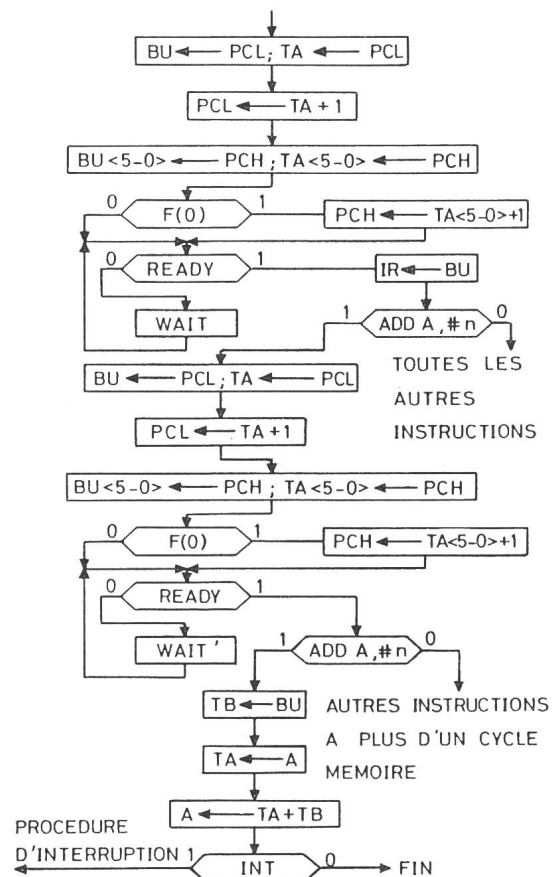 BU ← PCL; TA ← PCL
PCL ← TA + 1
BU <5-0> ← PCH; TA<5-0> ← PCH
0 F(0) 1
PCH ← TA<5-0>+1
0 READY 1
IR ← BU
WAIT
1 ADD A, #n 0
TOUTES LES
AUTRES
INSTRUCTIONS
BU ← PCL; TA ← PCL
PCL ← TA + 1
BU <5-0> ← PCH; TA<5-0> ← PCH
0 F(0) 1
PCH ← TA<5-0>+1
0 READY 1
WAIT'
1 ADD A, #n 0
TB ← BU
AUTRES INSTRUCTIONS
A PLUS D'UN CYCLE
MEMOIRE
TA ← A
A ← TA+TB
PROCEDURE
D'INTERRUPTION 1 INT 0 FIN